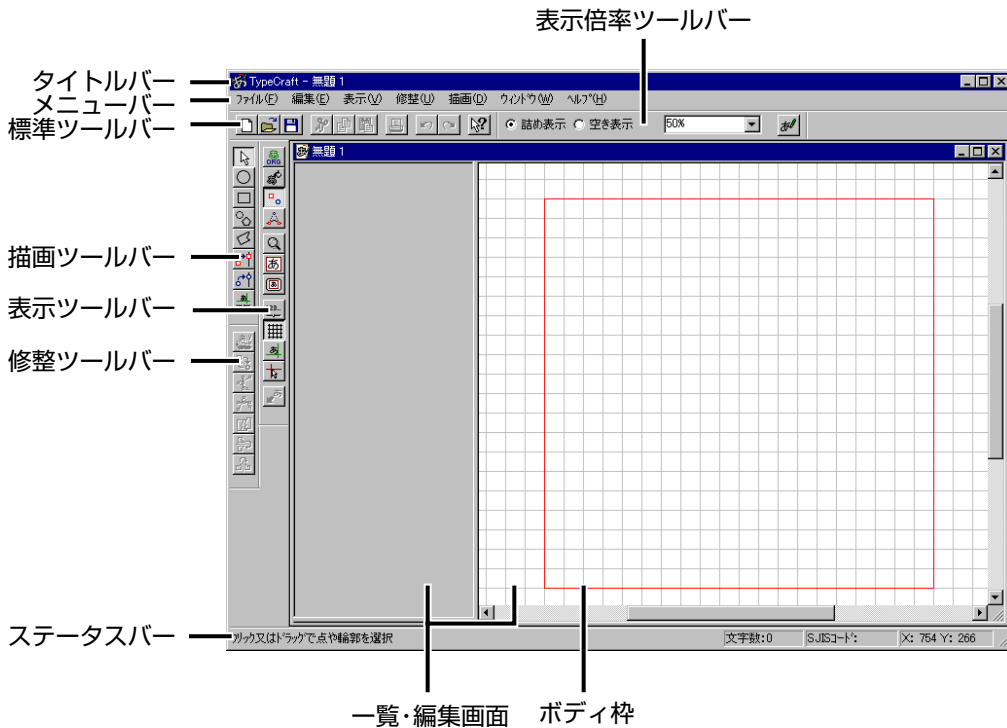 表示倍率ツールバー
タイトルバー
メニューバー
標準ツールバー
描画ツールバー
表示ツールバー
修整ツールバー
ステータスバー
TypeCraft - 無題 1
ファイル(F) 編集(E) 表示(V) 修整(U) 描画(D) ウィンドウ(W) ヘルプ(H)
詰め表示 空き表示 50%
無題 1
ORG
あ
クリック又はドラッグで点や輪郭を選択 文字数:0 SJISコード: X: 754 Y: 266
一覧・編集画面 ボディ枠